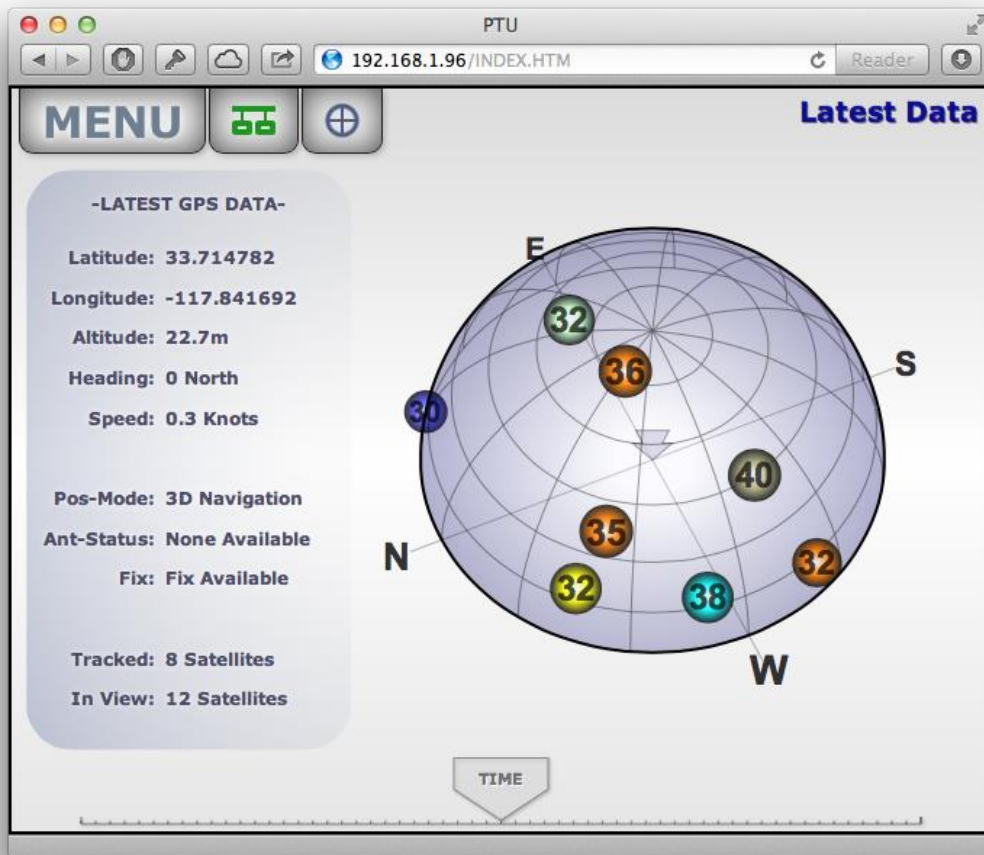 PTU
192.168.1.96/INDEX.HTM
Reader
MENU
Latest Data
-LATEST GPS DATA-
Latitude: 33.714782
Longitude: -117.841692
Altitude: 22.7m
Heading: 0 North
Speed: 0.3 Knots
Pos-Mode: 3D Navigation
Ant-Status: None Available
Fix: Fix Available
Tracked: 8 Satellites
In View: 12 Satellites
E
32
36
S
30
40
35
N
32
32
38
W
TIME